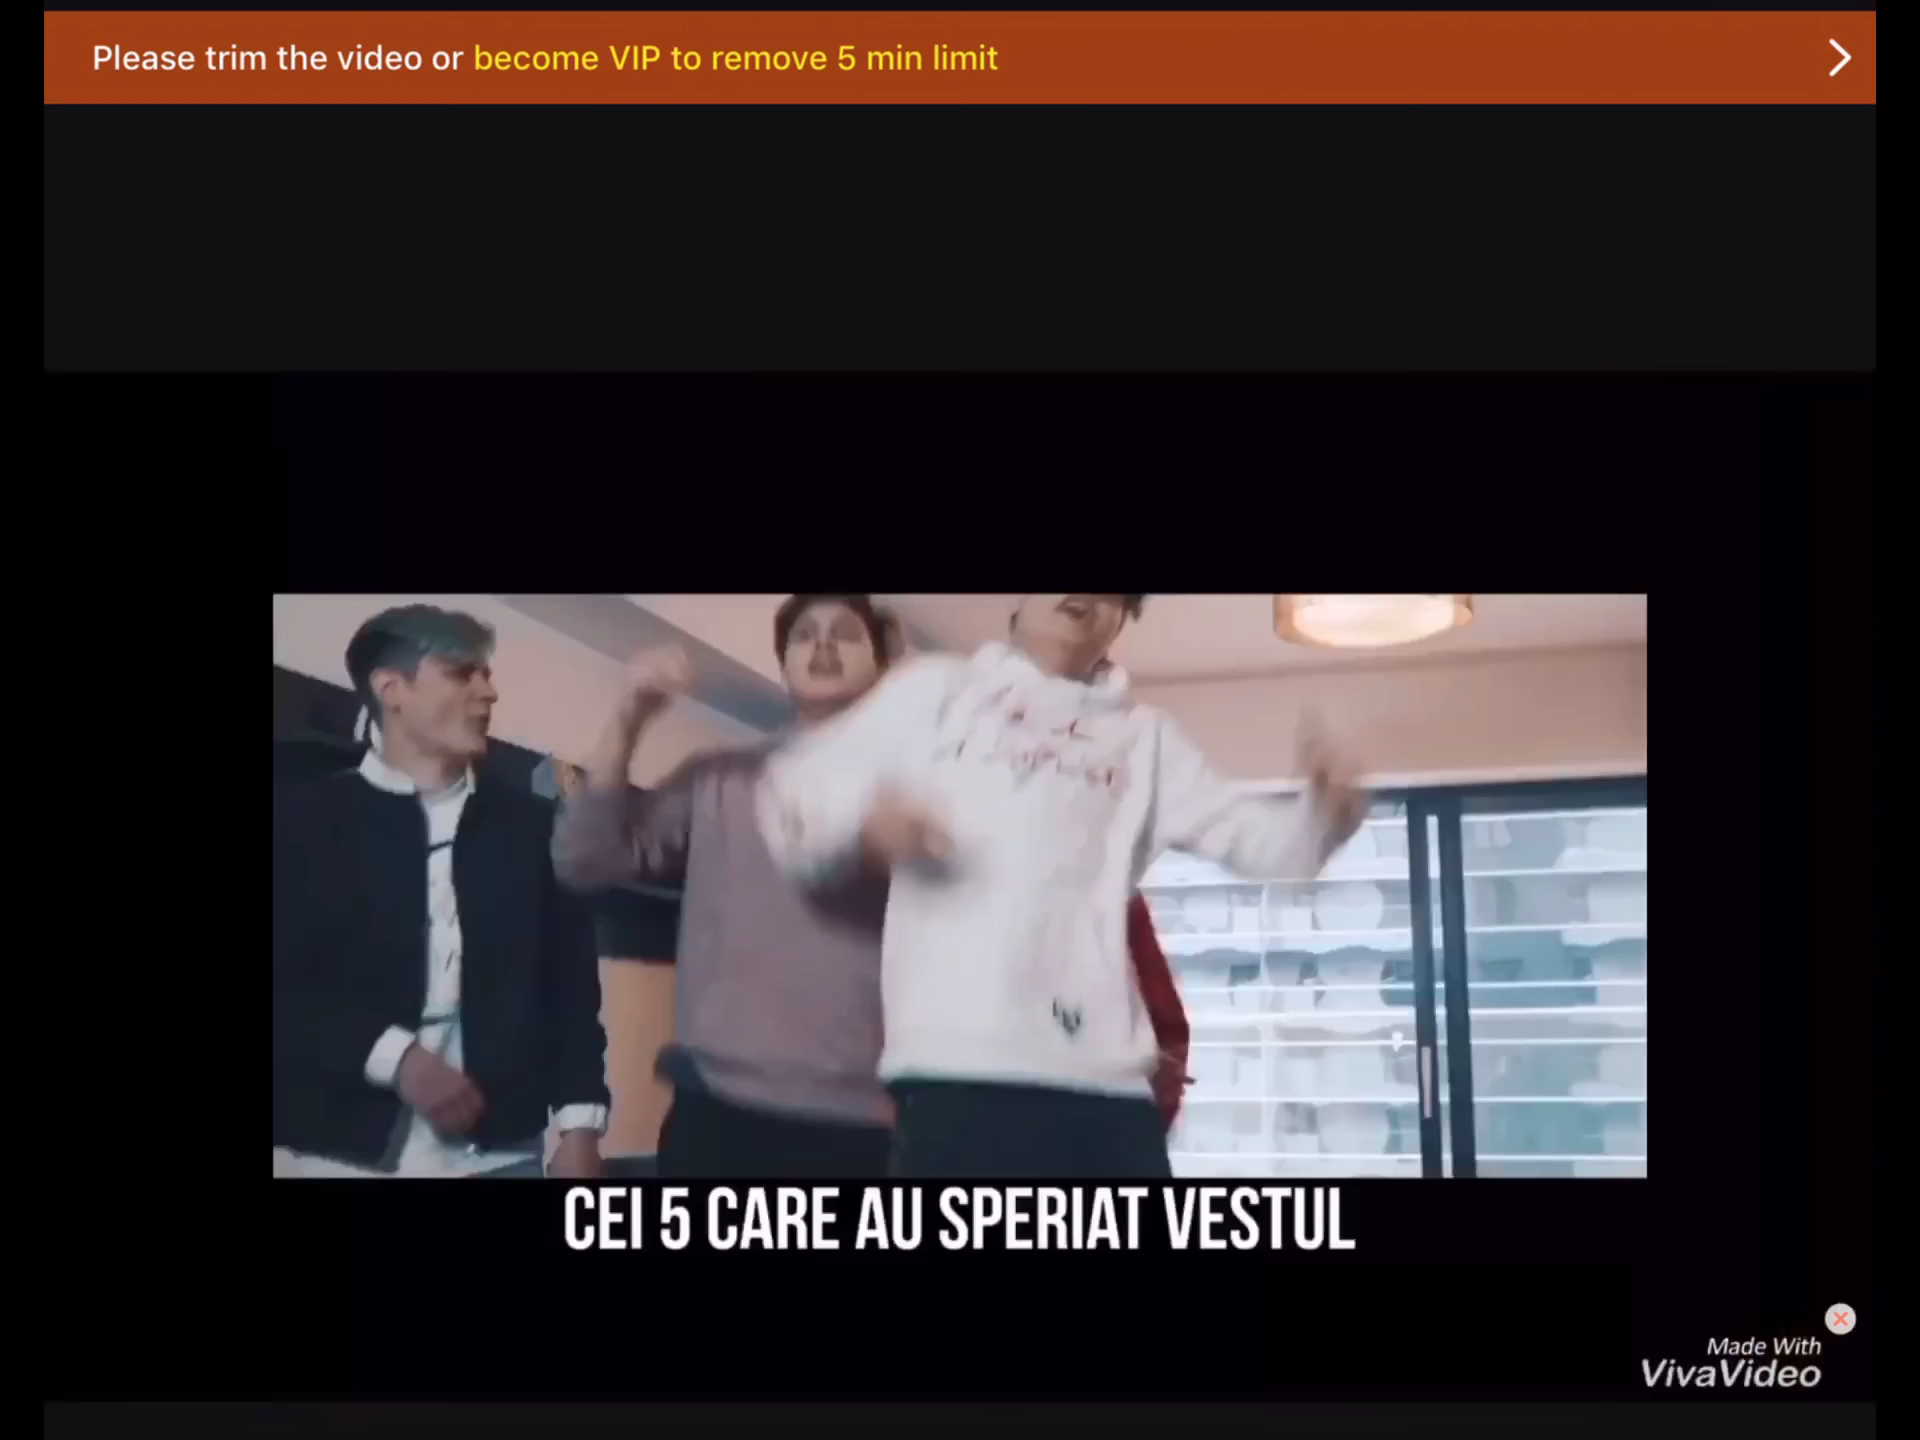 Please trim the video or become VIP to remove 5 min limit
CEI 5 CARE AU SPERIAT VESTUL
Made With
VivaVideo